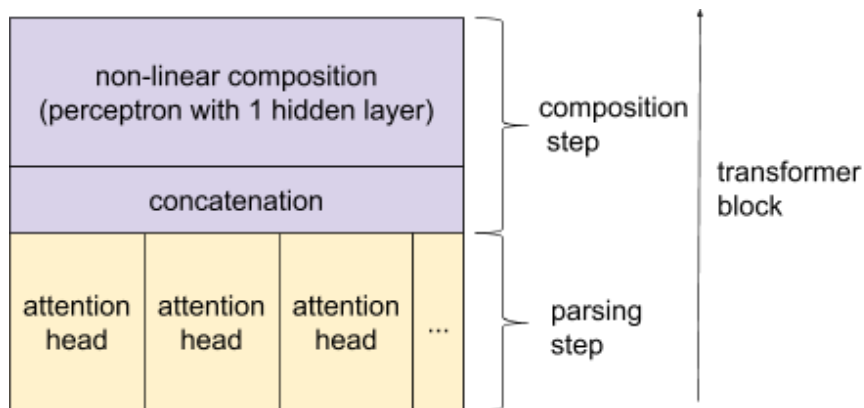 non-linear composition
(perceptron with 1 hidden layer)
composition
step
transformer
block
concatenation
attention
head
attention
head
attention
head
...
parsing
step